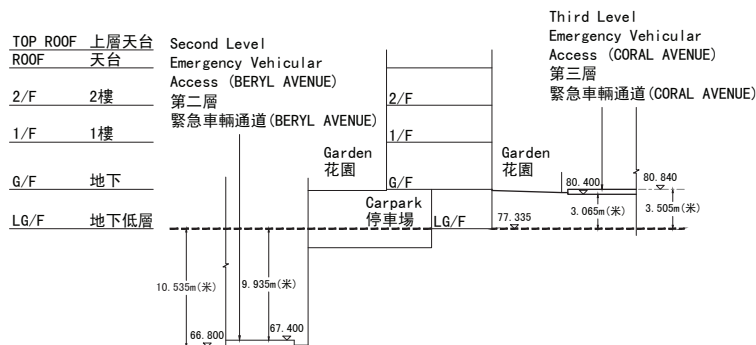 TOP ROOF 上層天台
ROOF 天台
2/F 2樓
1/F 1樓
G/F 地下
LG/F 地下低層
Second Level
Emergency Vehicular
Access (BERYL AVENUE)
第二層
緊急車輛通道(BERYL AVENUE)
Third Level
Emergency Vehicular
Access (CORAL AVENUE)
第三層
緊急車輛通道(CORAL AVENUE)
2/F
1/F
G/F
Garden
花園
Garden
花園
Carpark
停車場
LG/F
77.335
80.400
80.840
3.065m(米)
3.505m(米)
10.535m(米)
9.935m(米)
66.800
67.400